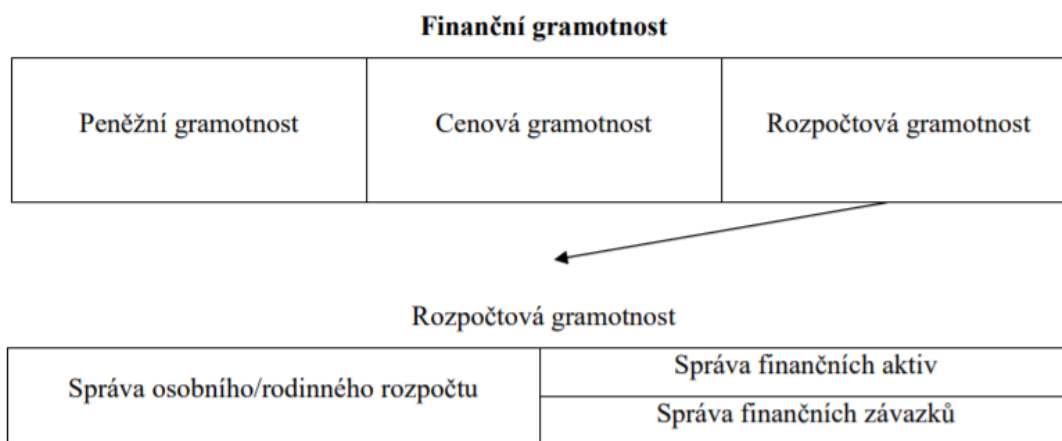 Finanční gramotnost
Peněžní gramotnost
Cenová gramotnost
Rozpočtová gramotnost
Rozpočtová gramotnost
Správa osobního/rodinného rozpočtu
Správa finančních aktiv
Správa finančních závazků